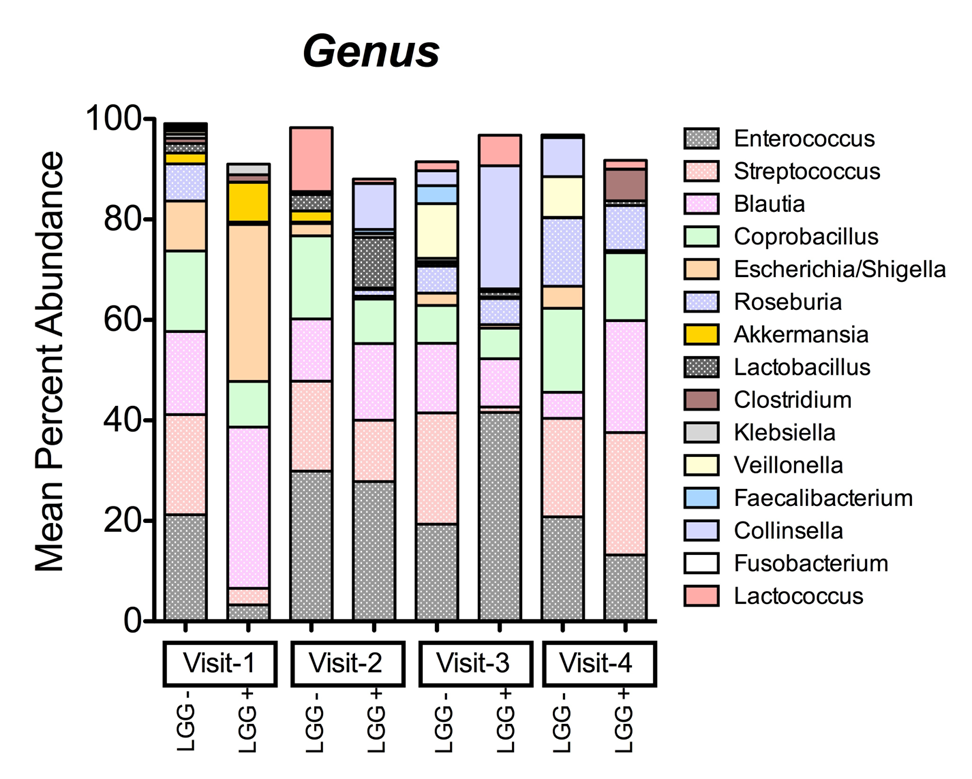 Genus
Mean Percent Abundance
100
80
60
40
20
0
Visit-1
Visit-2
Visit-3
Visit-4
LGG -
LGG+
LGG -
LGG+
LGG -
LGG+
LGG -
LGG+
Enterococcus
Streptococcus
Blautia
Coprobacillus
Escherichia/Shigella
Roseburia
Akkermansia
Lactobacillus
Clostridium
Klebsiella
Veillonella
Faecalibacterium
Collinsella
Fusobacterium
Lactococcus